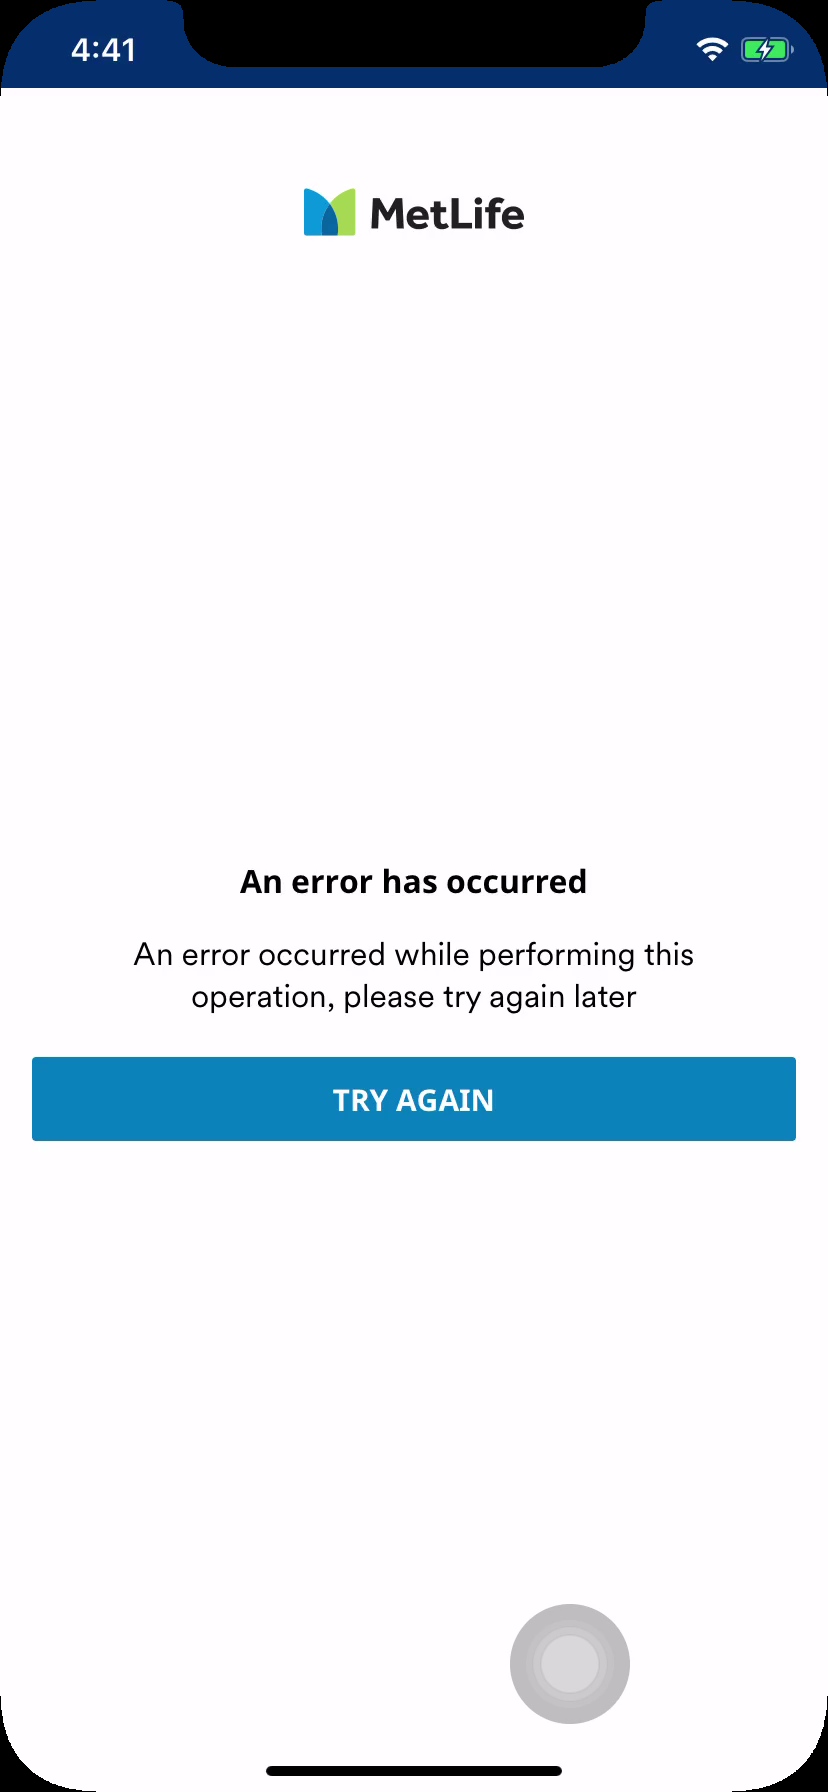 4:41
MetLife
An error has occurred
An error occurred while performing this
operation, please try again later
TRY AGAIN